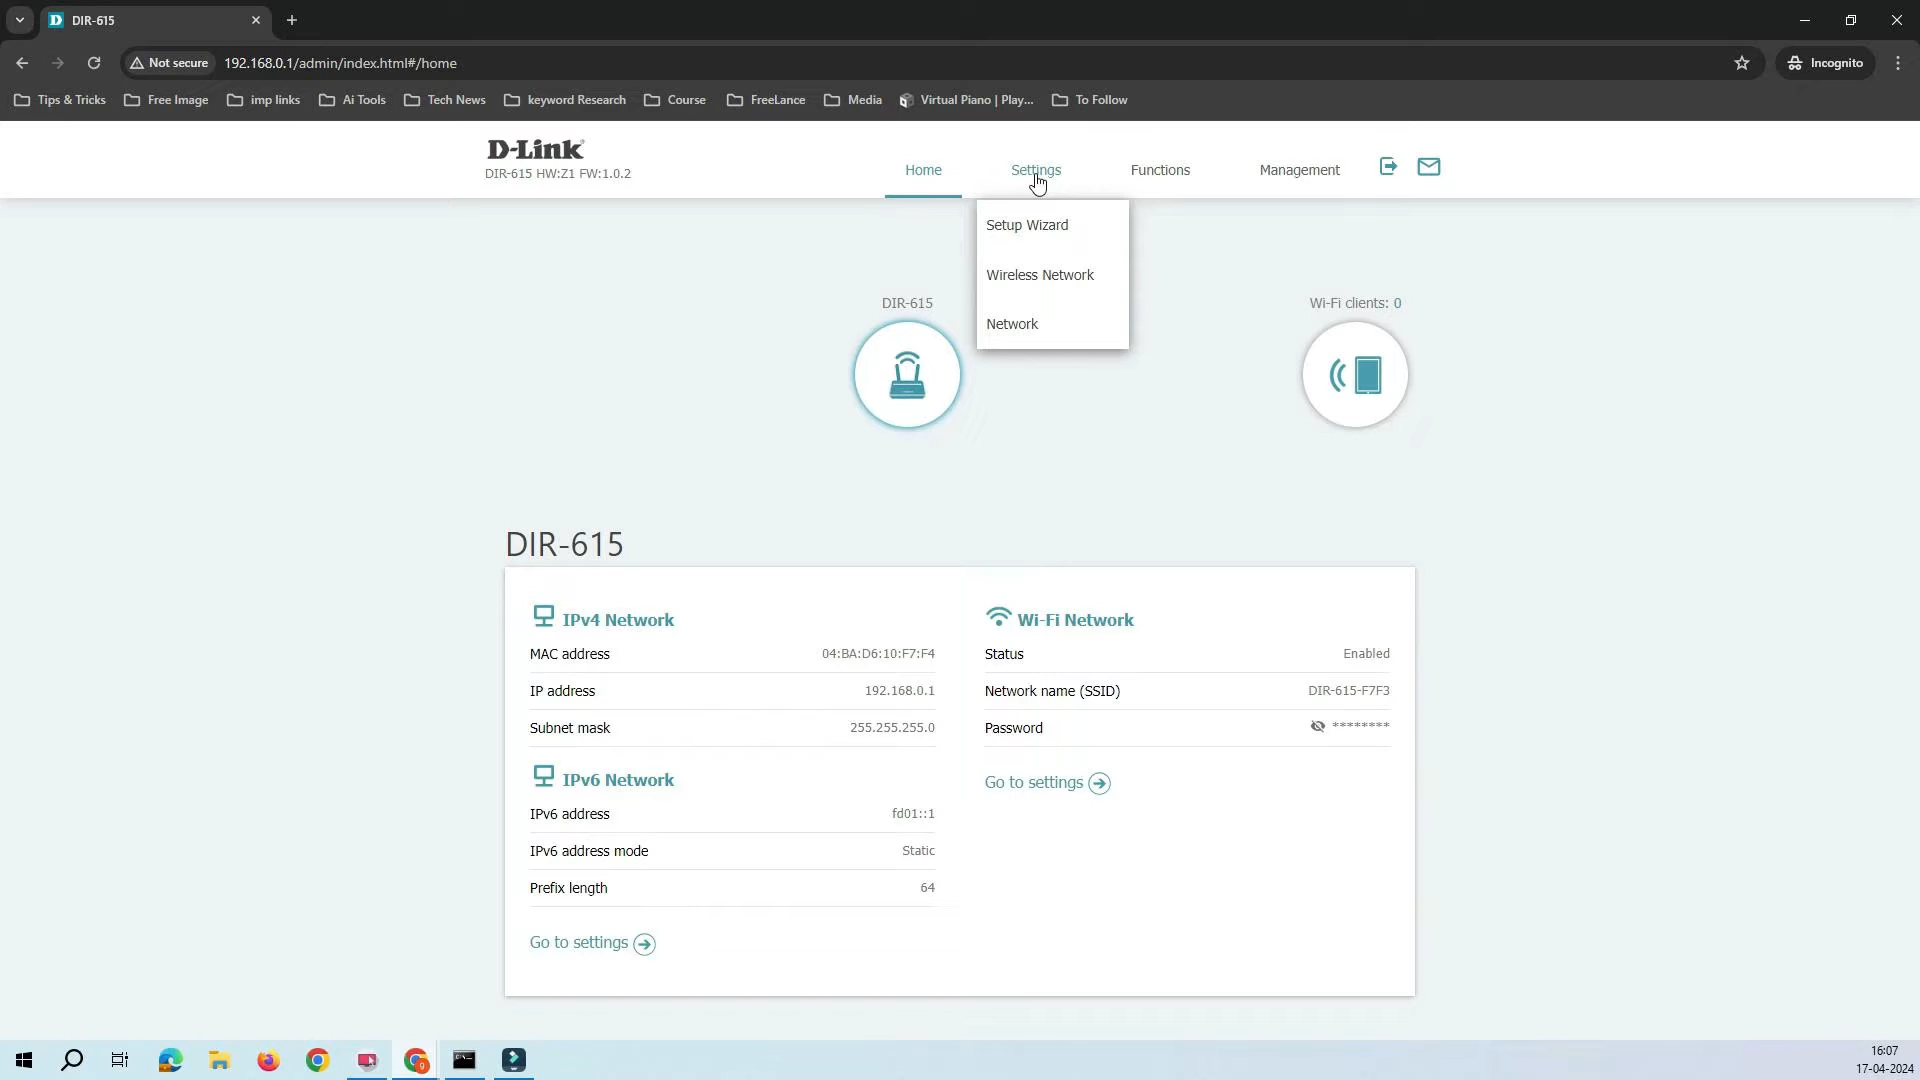 DIR-615
Not secure
192.168.0.1/admin/index.html#/home
Incognito
Tips & Tricks
Free Image
imp links
Ai Tools
Tech News
keyword Research
Course
FreeLance
Media
Virtual Piano | Play...
To Follow
D-Link
DIR-615 HW:Z1 FW:1.0.2
Home
Settings
Functions
Management
Setup Wizard
Wireless Network
Network
DIR-615
Wi-Fi clients: 0
DIR-615
IPv4 Network
MAC address 04:BA:D6:10:F7:F4
IP address 192.168.0.1
Subnet mask 255.255.255.0
IPv6 Network
IPv6 address fd01::1
IPv6 address mode Static
Prefix length 64
Go to settings
Wi-Fi Network
Status Enabled
Network name (SSID) DIR-615-F7F3
Password ********
Go to settings
16:07
17-04-2024